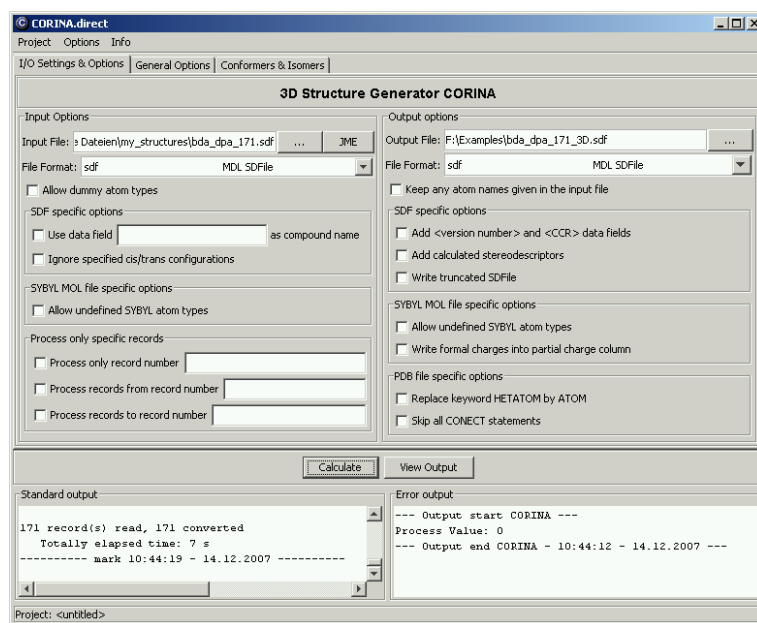 CORINA.direct
Project Options Info
I/O Settings & Options General Options Conformers & Isomers
3D Structure Generator CORINA
Input Options
Input File: Dateien\my_structures\bda_dpa_171.sdf ... JME
File Format: sdf MDL SDFile
Allow dummy atom types
SDF specific options
Use data field as compound name
Ignore specified cis/trans configurations
SYBYL MOL file specific options
Allow undefined SYBYL atom types
Process only specific records
Process only record number
Process records from record number
Process records to record number
Output options
Output File: F:\Examples\bda_dpa_171_3D.sdf ...
File Format: sdf MDL SDFile
Keep any atom names given in the input file
SDF specific options
Add <version number> and <CCR> data fields
Add calculated stereodescriptors
Write truncated SDFile
SYBYL MOL file specific options
Allow undefined SYBYL atom types
Write formal charges into partial charge column
PDB file specific options
Replace keyword HETATOM by ATOM
Skip all CONECT statements
Calculate View Output
Standard output
171 record(s) read, 171 converted
Totally elapsed time: 7 s
---------- mark 10:44:19 - 14.12.2007 ----------
Error output
--- Output start CORINA ---
Process Value: 0
--- Output end CORINA - 10:44:12 - 14.12.2007 ---
Project: <untitled>